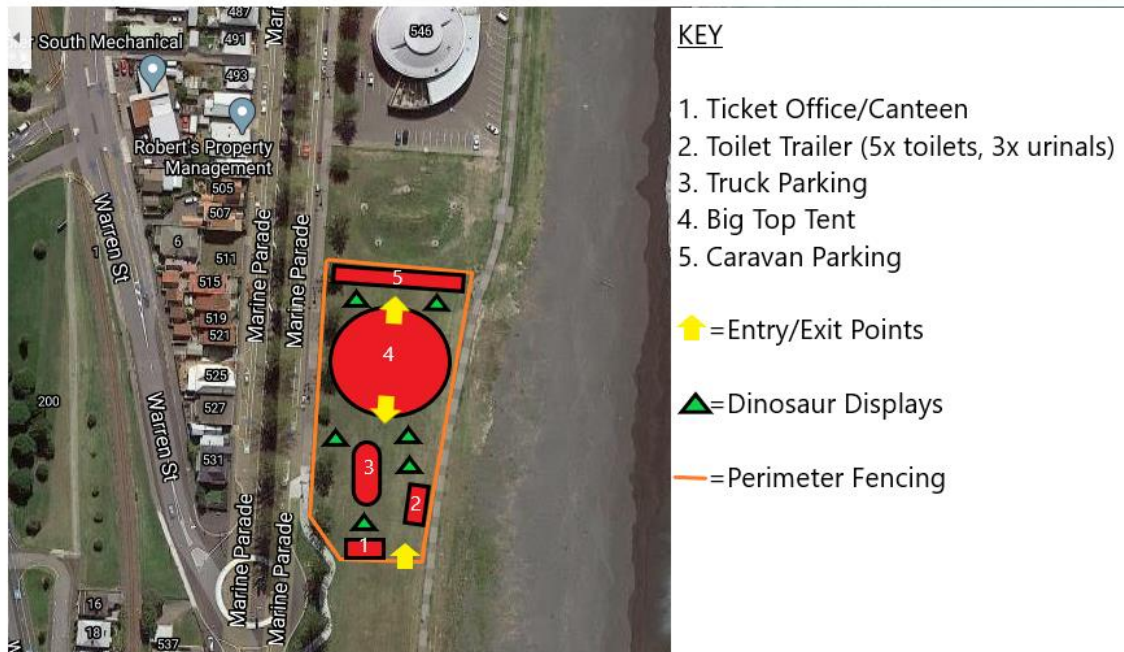 487
491
493
546
South Mechanical
Robert's Property
Management
505
507
6
511
515
519
521
525
527
531
200
1
Warren St
Warren St
Marine Parade
Marine Parade
Marine Parade
Marine Parade
16
18
537
5
4
3
2
1
KEY
1. Ticket Office/Canteen
2. Toilet Trailer (5x toilets, 3x urinals)
3. Truck Parking
4. Big Top Tent
5. Caravan Parking
=Entry/Exit Points
=Dinosaur Displays
=Perimeter Fencing